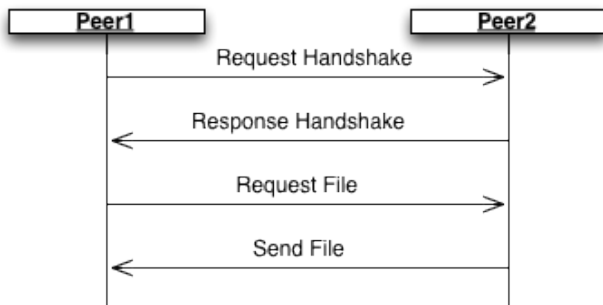 Peer1
Peer2
Request Handshake
Response Handshake
Request File
Send File